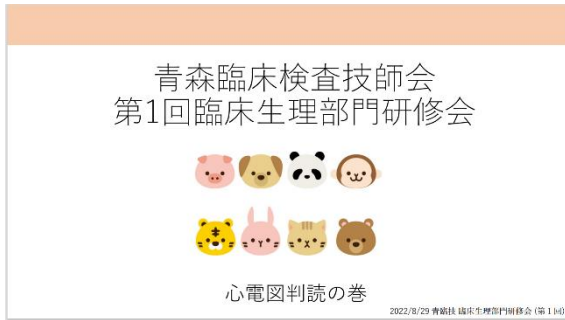 青森臨床検査技師会
第1回臨床生理部門研修会
心電図判読の巻
2022/8/29 青臨技 臨床生理部門研修会 (第1回)